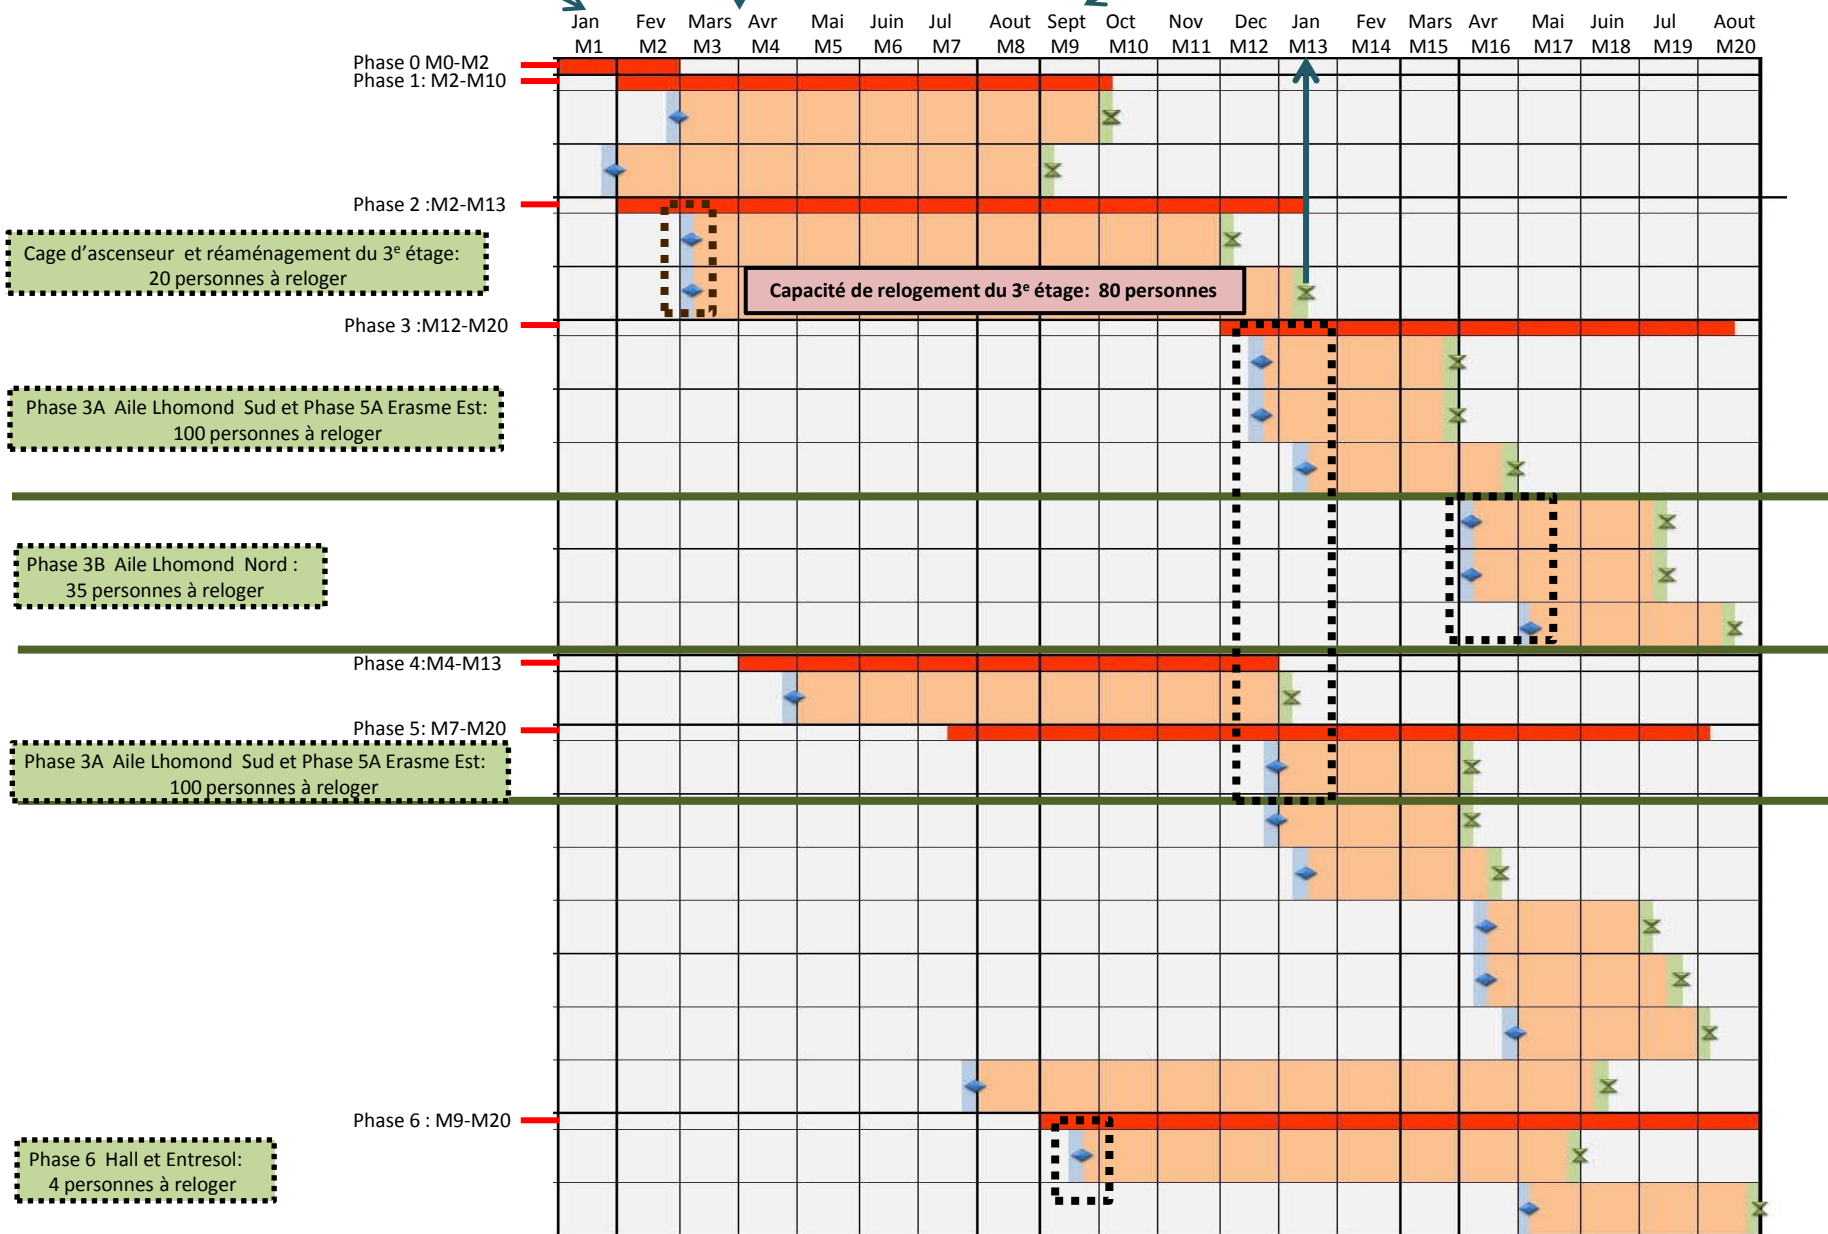 Jan Fev Mars Avr Mai Juin Jul Aout Sept Oct Nov Dec Jan Fev Mars Avr Mai Juin Jul Aout
M1 M2 M3 M4 M5 M6 M7 M8 M9 M10 M11 M12 M13 M14 M15 M16 M17 M18 M19 M20
Phase 0 M0-M2
Phase 1: M2-M10
Phase 2 :M2-M13
Cage d'ascenseur et réaménagement du 3e étage:
20 personnes à reloger
Capacité de relogement du 3e étage: 80 personnes
Phase 3 :M12-M20
Phase 3A Aile Lhomond Sud et Phase 5A Erasme Est:
100 personnes à reloger
Phase 3B Aile Lhomond Nord :
35 personnes à reloger
Phase 4:M4-M13
Phase 5: M7-M20
Phase 3A Aile Lhomond Sud et Phase 5A Erasme Est:
100 personnes à reloger
Phase 6 : M9-M20
Phase 6 Hall et Entresol:
4 personnes à reloger